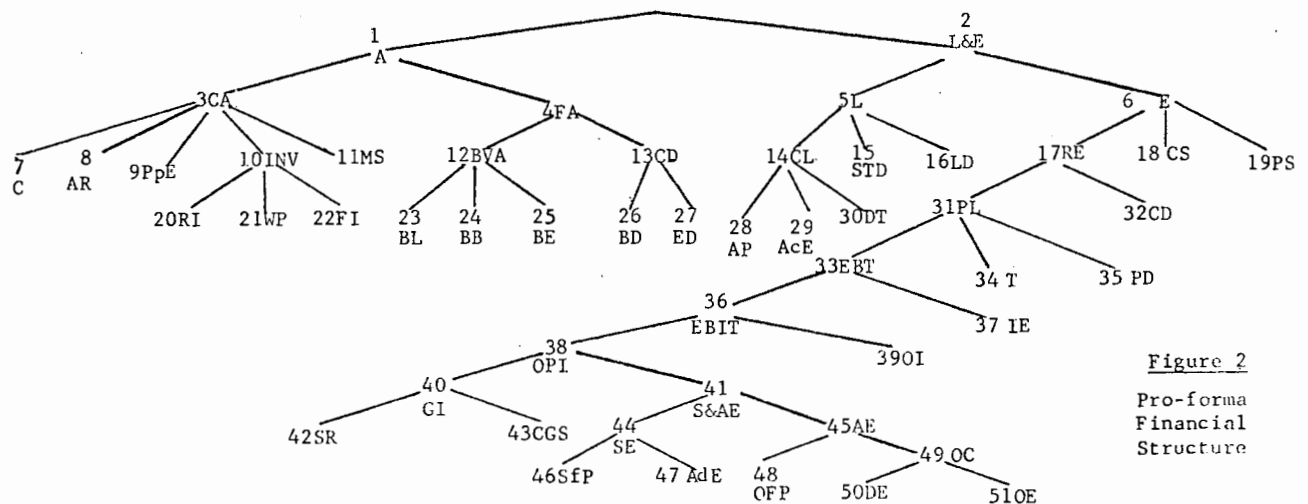 1
A
2
L&E
3CA
4FA
5L
6 E
7
C
8
AR
9PpE
10INV
11MS
12BVA
13CD
14CL
15
STD
16LD
17RE
18 CS
19PS
20RI
21WP
22FI
23
BL
24
BB
25
BE
26
BD
27
ED
28
AP
29
AcE
30DT
31PL
32CD
33EBT
34 T
35 PD
36
EBIT
37 IE
38
OPI
39OI
40
GI
41
S&AE
42SR
43CGS
44
SE
45AE
46SfP
47 AdE
48
OFP
49OC
50DE
51OE
Figure 2
Pro-forma
Financial
Structure